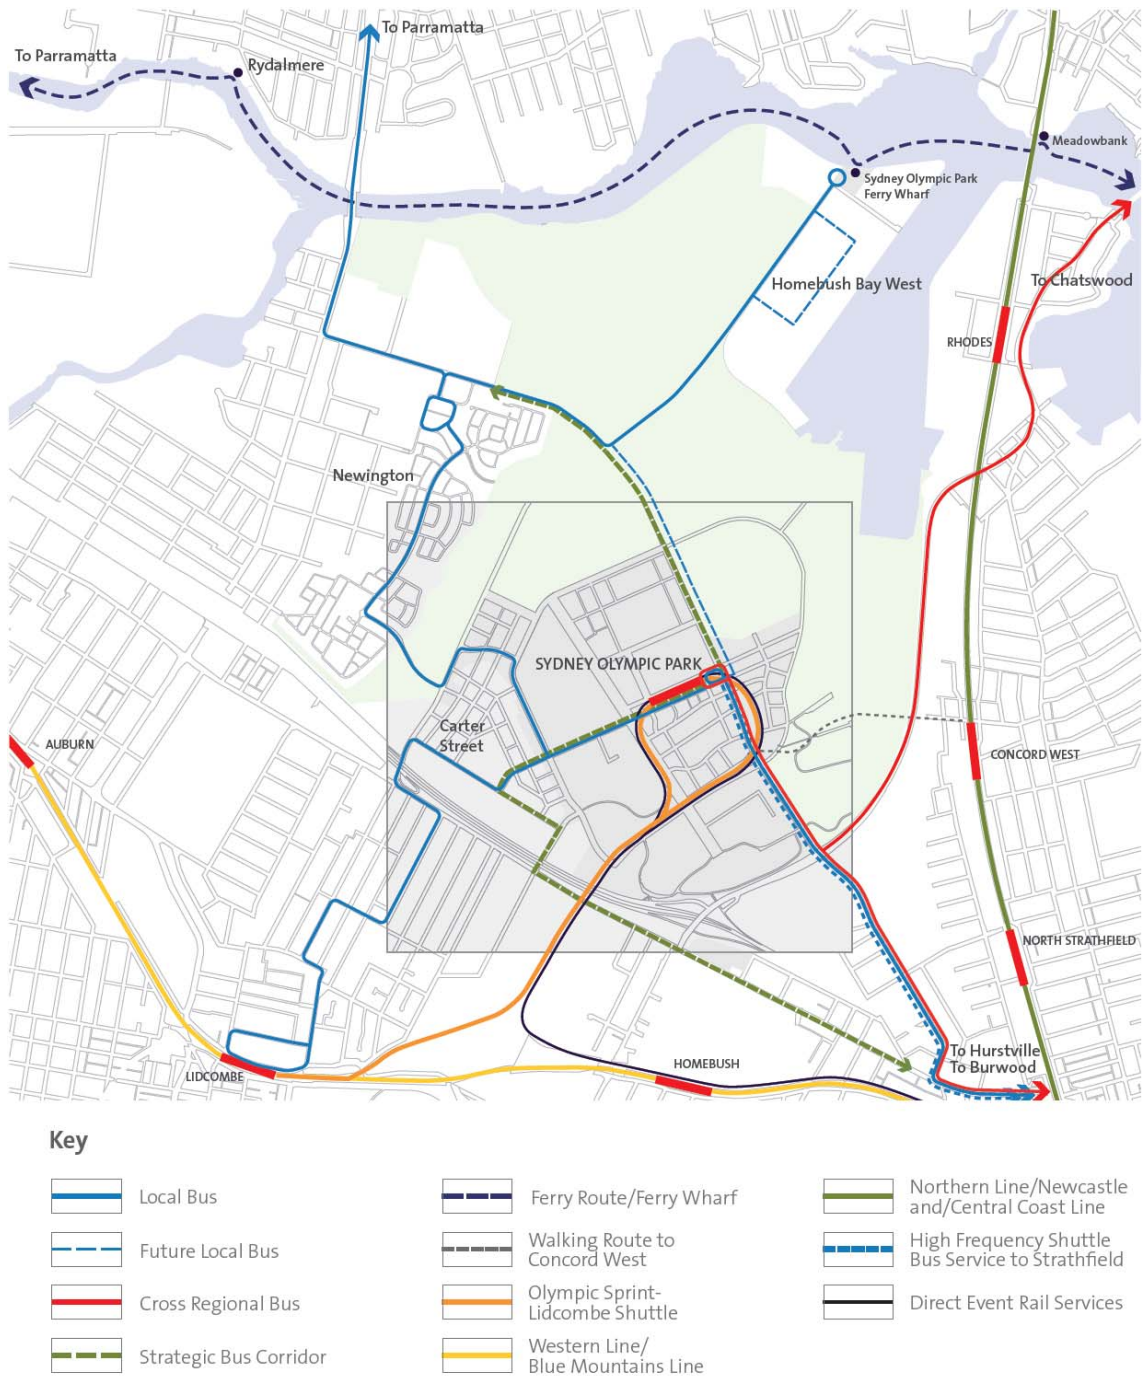 To Parramatta
To Parramatta
Rydalmere
Meadowbank
Sydney Olympic Park
Ferry Wharf
Homebush Bay West
To Chatswood
RHODES
Newington
SYDNEY OLYMPIC PARK
Carter
Street
AUBURN
CONCORD WEST
NORTH STRATHFIELD
To Hurstville
To Burwood
HOMEBUSH
LIDCOMBE
Key
Local Bus
Future Local Bus
Cross Regional Bus
Strategic Bus Corridor
Ferry Route/Ferry Wharf
Walking Route to
Concord West
Olympic Sprint-
Lidcombe Shuttle
Western Line/
Blue Mountains Line
Northern Line/Newcastle
and/Central Coast Line
High Frequency Shuttle
Bus Service to Strathfield
Direct Event Rail Services